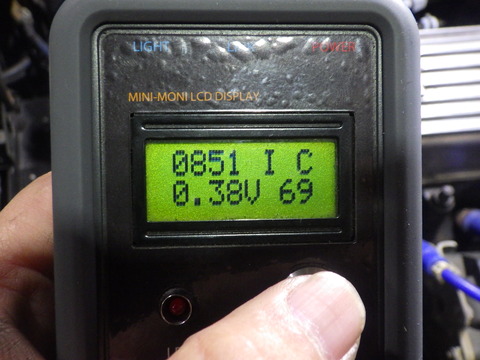 LIGHT POWER
MINI-MONI LCD DISPLAY
0851 I C
0.38V 69